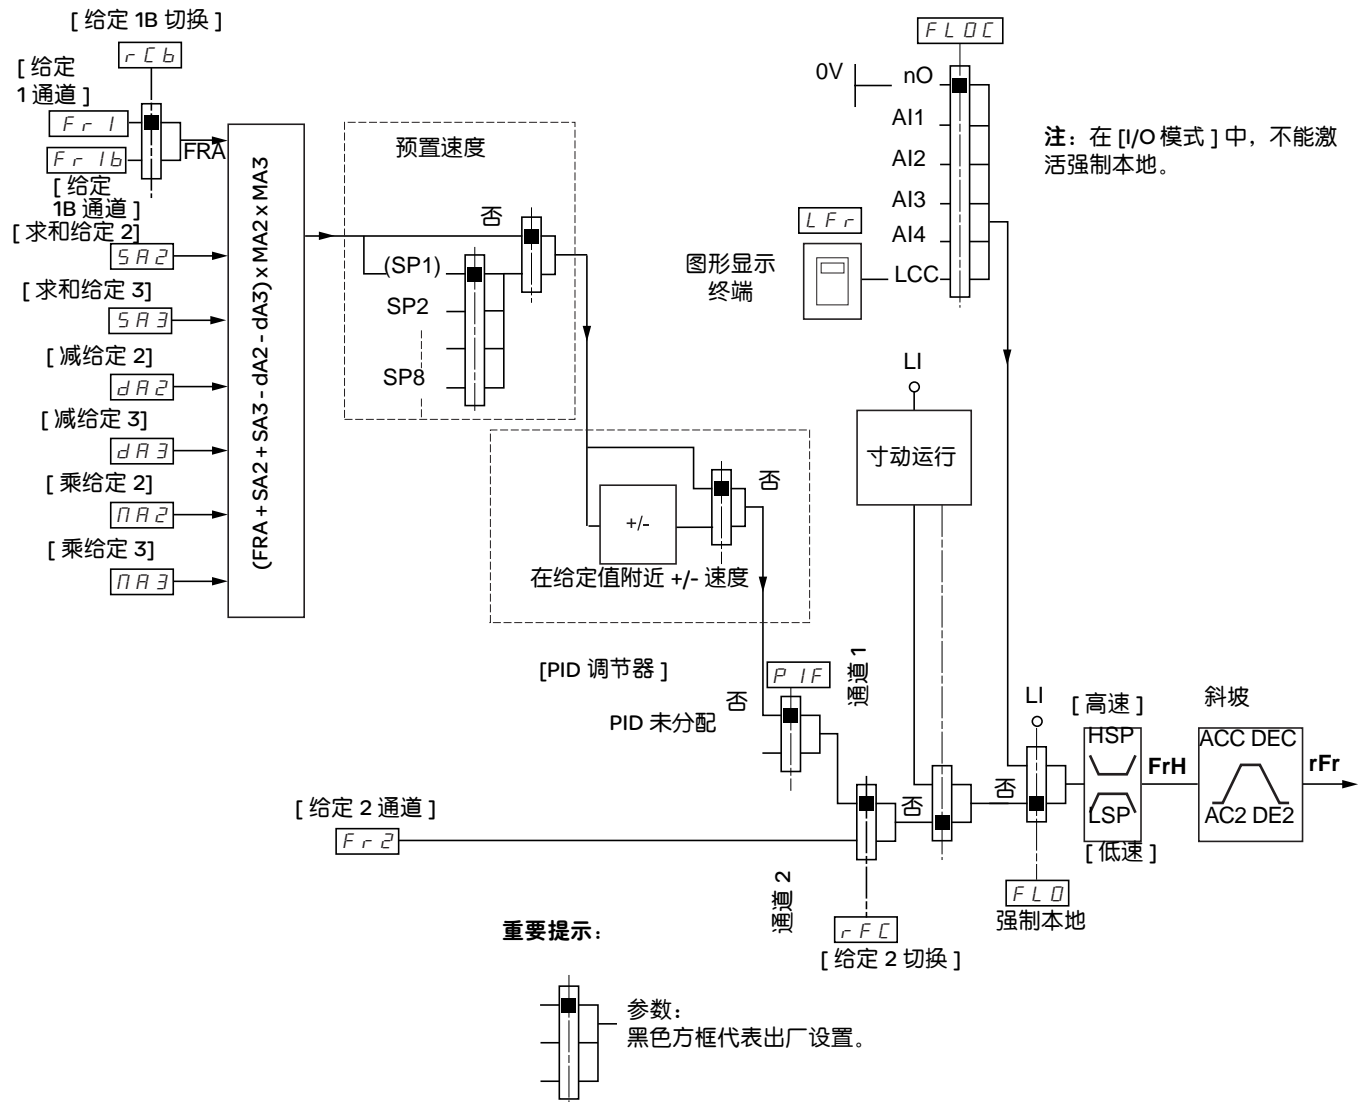 [ 给定 1B 切换 ]
rCb
[ 给定
1 通道 ]
Fr1
Fr1b
FRA
[ 给定
1B 通道 ]
[ 求和给定 2]
SA2
[ 求和给定 3]
SA3
[ 减给定 2]
dA2
[ 减给定 3]
dA3
[ 乘给定 2]
MA2
[ 乘给定 3]
MA3
(FRA + SA2 + SA3 - dA2 - dA3) x MA2 x MA3
预置速度
否
(SP1)
SP2
SP8
+/-
否
在给定值附近 +/- 速度
FLOC
0V
nO
AI1
AI2
AI3
AI4
LCC
LFr
图形显示
终端
注：在 [I/O 模式 ] 中，不能激
活强制本地。
LI
寸动运行
[PID 调节器 ]
PIF
否
PID 未分配
通道 1
[ 给定 2 通道 ]
Fr2
通道 2
rFC
[ 给定 2 切换 ]
否
否
LI
FLO
强制本地
[ 高速 ]
HSP
LSP
[ 低速 ]
FrH
斜坡
ACC DEC
AC2 DE2
rFr
重要提示：
参数：
黑色方框代表出厂设置。